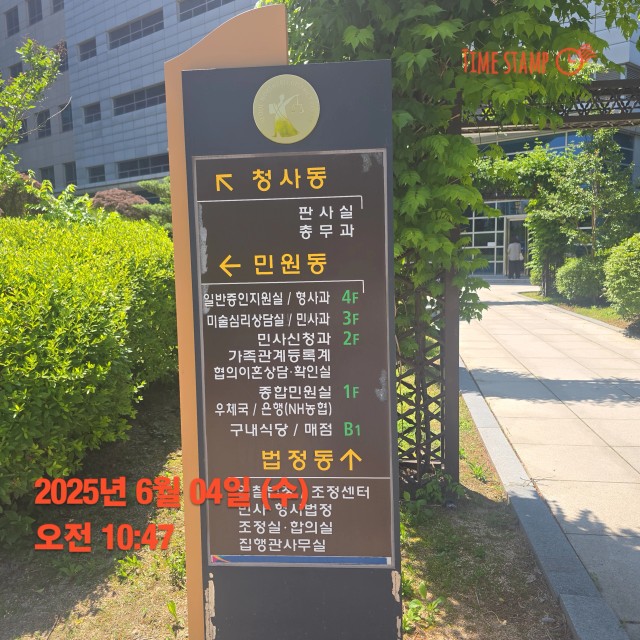 TIME STAMP
↖ 청사동
판사실
총무과
← 민원동
일반증인지원실 / 형사과 4F
미술심리상담실 / 민사과 3F
민사신청과 2F
가족관계등록계
협의이혼상담·확인실
종합민원실 1F
우체국 / 은행(NH농협)
구내식당 / 매점 B1
법정동 ↑
조정센터
민사·형사법정
조정실·합의실
집행관사무실
2025년 6월 04일 (수)
오전 10:47